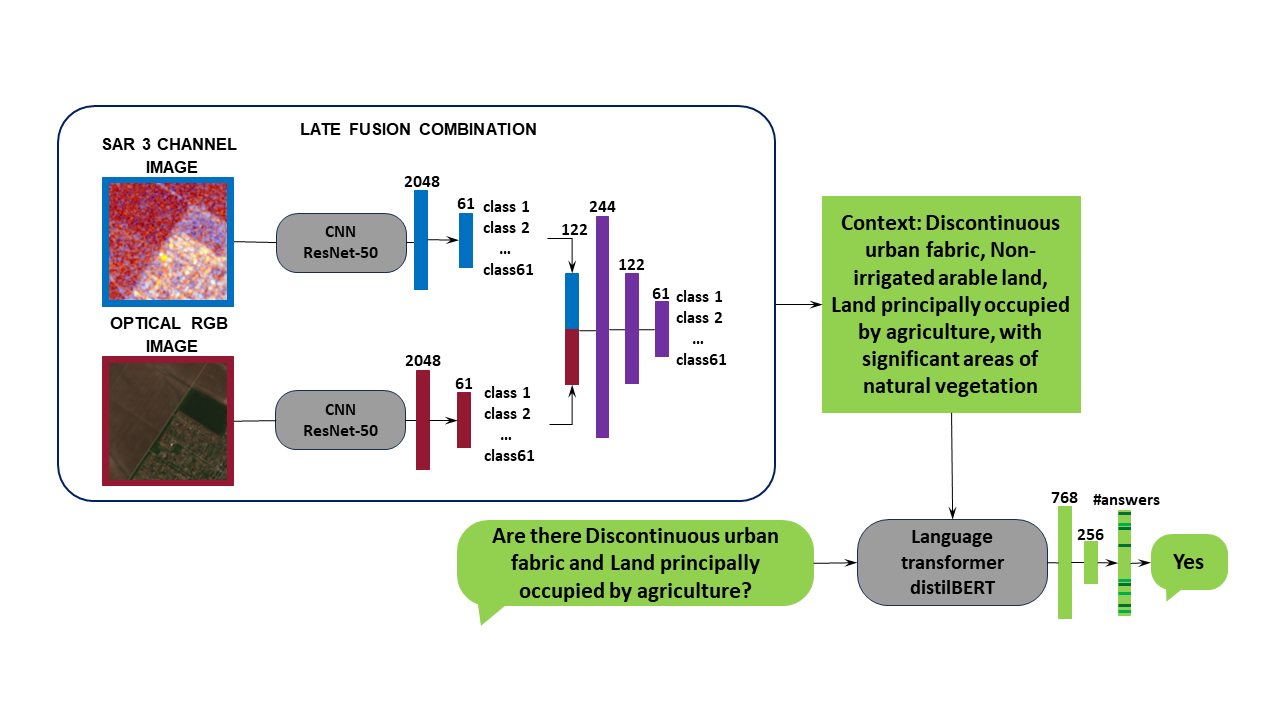 LATE FUSION COMBINATION
SAR 3 CHANNEL
IMAGE
CNN
ResNet-50
2048
61
class 1
class 2
...
class61
OPTICAL RGB
IMAGE
CNN
ResNet-50
2048
61
class 1
class 2
...
class61
122
244
122
61
class 1
class 2
...
class61
Context: Discontinuous
urban fabric, Non-
irrigated arable land,
Land principally occupied
by agriculture, with
significant areas of
natural vegetation
Are there Discontinuous urban
fabric and Land principally
occupied by agriculture?
Language
transformer
distilBERT
768
256
#answers
Yes